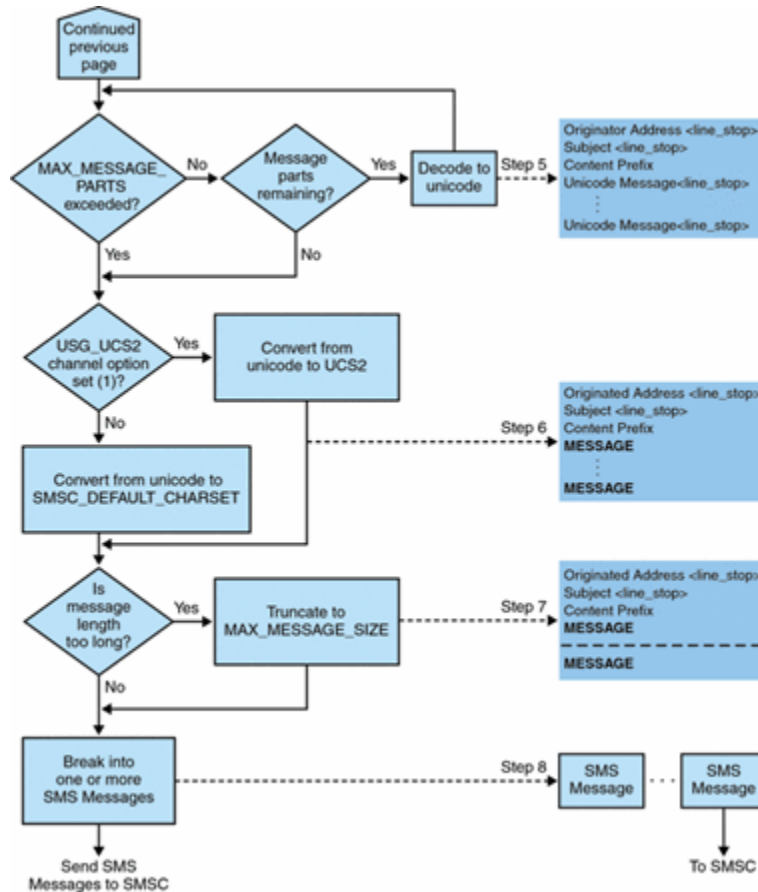 Continued
previous
page
MAX_MESSAGE_
PARTS
exceeded?
No
Message
parts
remaining?
Yes
Decode to
unicode
Step 5
Originator Address <line_stop>
Subject <line_stop>
Content Prefix
Unicode Message<line_stop>
Unicode Message<line_stop>
Yes
No
USG_UCS2
channel option
set (1)?
Yes
Convert from
unicode to UCS2
No
Step 6
Originated Address <line_stop>
Subject <line_stop>
Content Prefix
MESSAGE
MESSAGE
Convert from unicode to
SMSC_DEFAULT_CHARSET
Is
message
length
too long?
Yes
Truncate to
MAX_MESSAGE_SIZE
Step 7
Originated Address <line_stop>
Subject <line_stop>
Content Prefix
MESSAGE
MESSAGE
No
Break into
one or more
SMS Messages
Step 8
SMS
Message
SMS
Message
Send SMS
Messages to SMSC
To SMSC